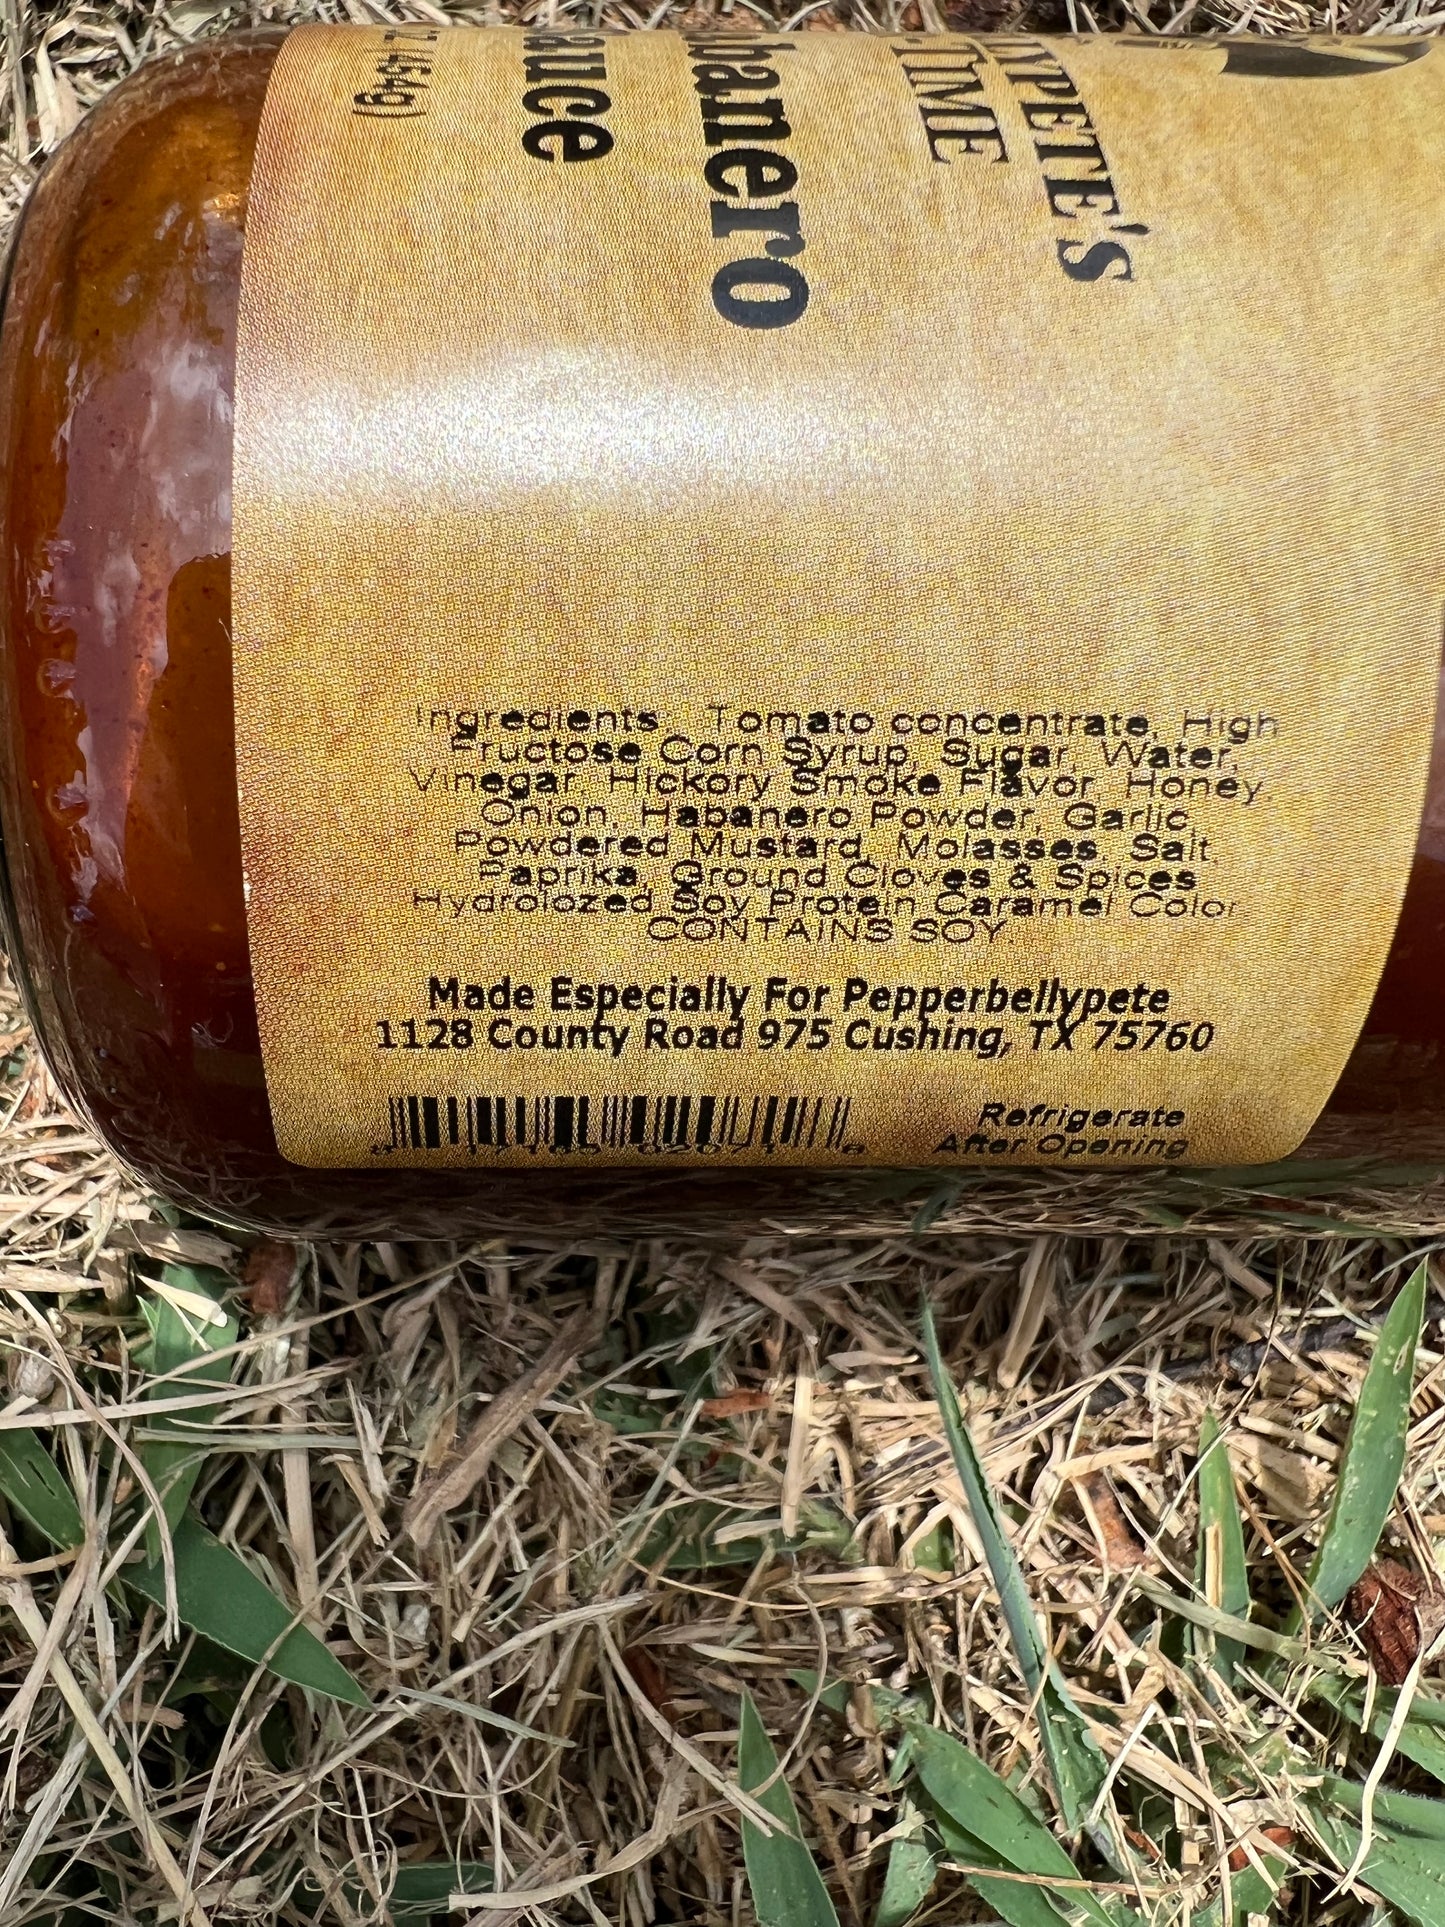 YPETE'S
TIME
banero
auce
(454g)
Ingredients: Tomato concentrate, High
Fructose Corn Syrup, Sugar, Water,
Vinegar, Hickory Smoke Flavor, Honey,
Onion, Habanero Powder, Garlic,
Powdered Mustard, Molasses, Salt,
Paprika, Ground Cloves & Spices
Hydrolozed Soy Protein Caramel Color
CONTAINS SOY.
Made Especially For Pepperbellypete
1128 County Road 975 Cushing, TX 75760
Refrigerate
After Opening